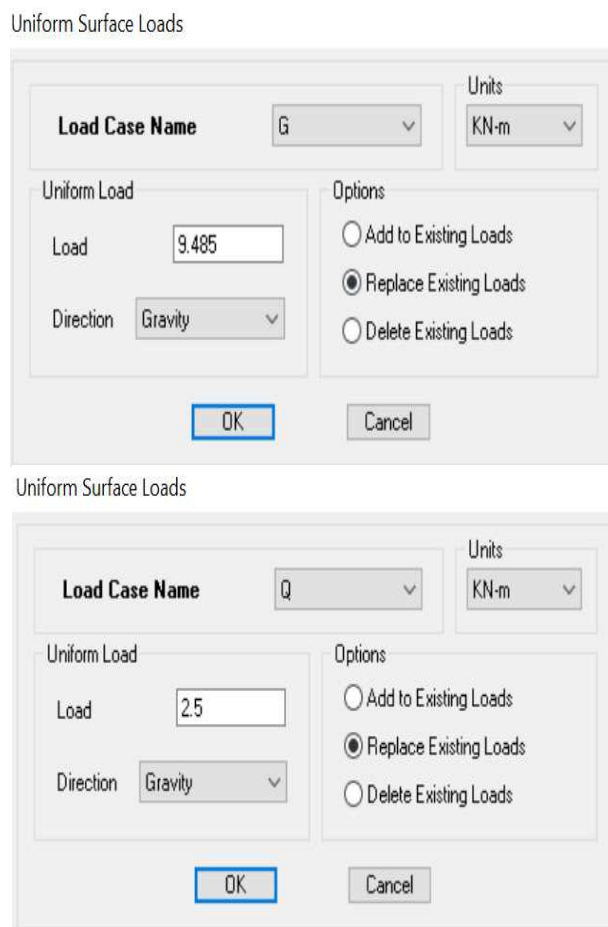 Uniform Surface Loads
Units
Load Case Name G KN-m
Uniform Load Options
Load 9.485 Add to Existing Loads
Replace Existing Loads
Direction Gravity Delete Existing Loads
OK Cancel
Uniform Surface Loads
Units
Load Case Name Q KN-m
Uniform Load Options
Load 2.5 Add to Existing Loads
Replace Existing Loads
Direction Gravity Delete Existing Loads
OK Cancel